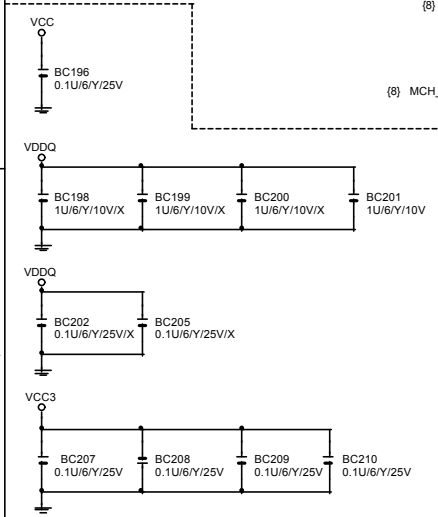 {8}
VCC
BC196
0.1U/6/Y/25V
{8} MCH_
VDDQ
BC198 BC199 BC200 BC201
1U/6/Y/10V/X 1U/6/Y/10V/X 1U/6/Y/10V/X 1U/6/Y/10V
VDDQ
BC202 BC205
0.1U/6/Y/25V/X 0.1U/6/Y/25V/X
VCC3
BC207 BC208 BC209 BC210
0.1U/6/Y/25V 0.1U/6/Y/25V 0.1U/6/Y/25V 0.1U/6/Y/25V